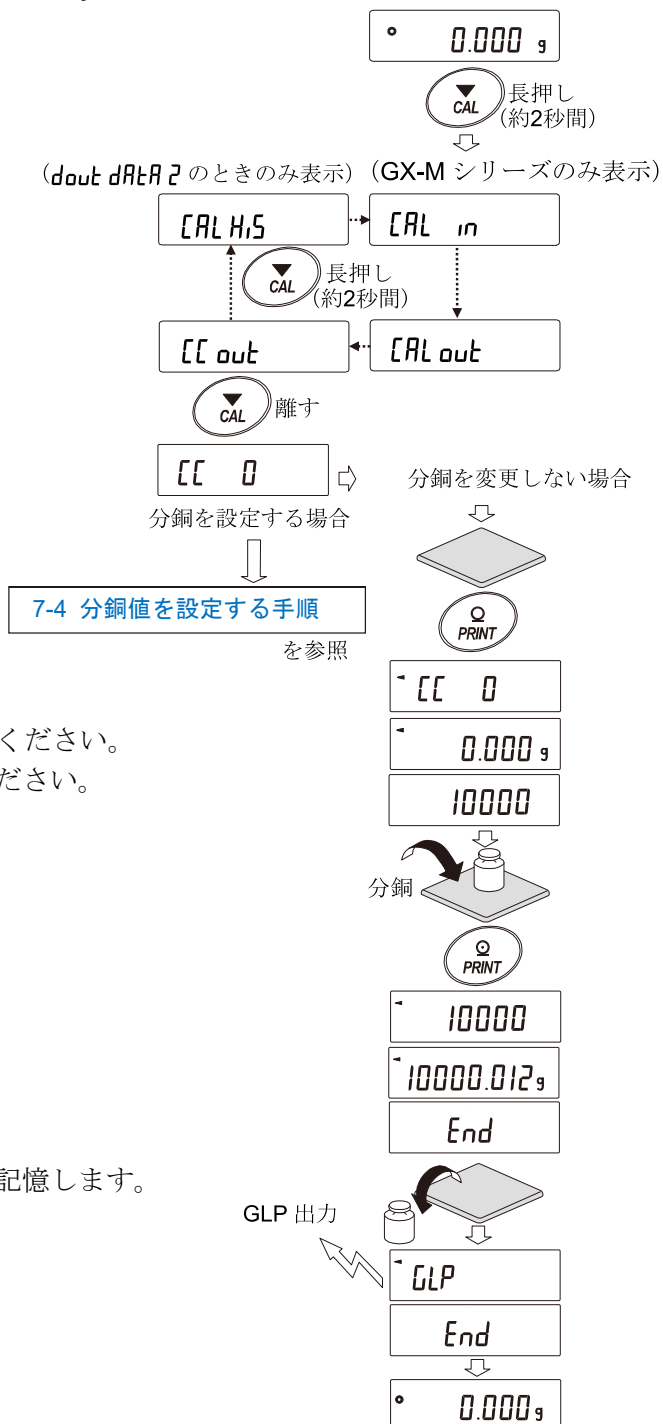 0.000 g
CAL
長押し
(約2秒間)
(dout dAtA 2 のときのみ表示)
(GX-M シリーズのみ表示)
CAL HiS
CAL in
CAL
長押し
(約2秒間)
CC out
CAL out
CAL
離す
CC 0
分銅を変更しない場合
分銅を設定する場合
7-4 分銅値を設定する手順
を参照
PRINT
CC 0
ください。
0.000 g
ださい。
10000
分銅
PRINT
10000
10000.012 g
End
記憶します。
GLP 出力
GLP
End
0.000 g